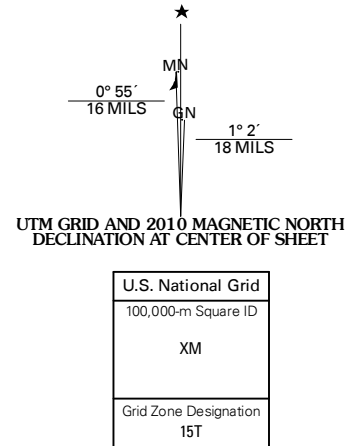 MN
0° 55´
16 MILS
GN
1° 2´
18 MILS
UTM GRID AND 2010 MAGNETIC NORTH
DECLINATION AT CENTER OF SHEET
U.S. National Grid
100,000-m Square ID
XM
Grid Zone Designation
15T